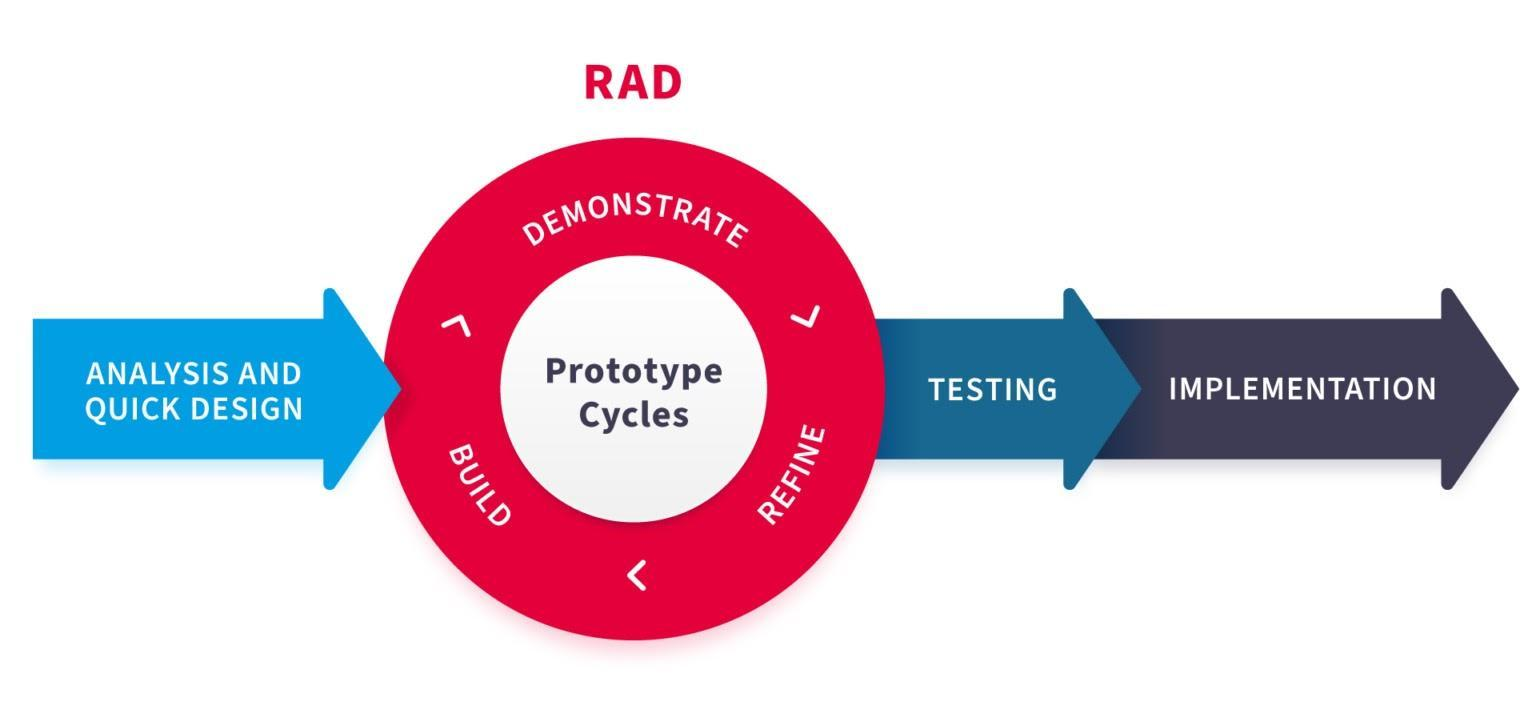 RAD
ANALYSIS AND
QUICK DESIGN
DEMONSTRATE
Prototype
Cycles
BUILD
REFINE
TESTING
IMPLEMENTATION